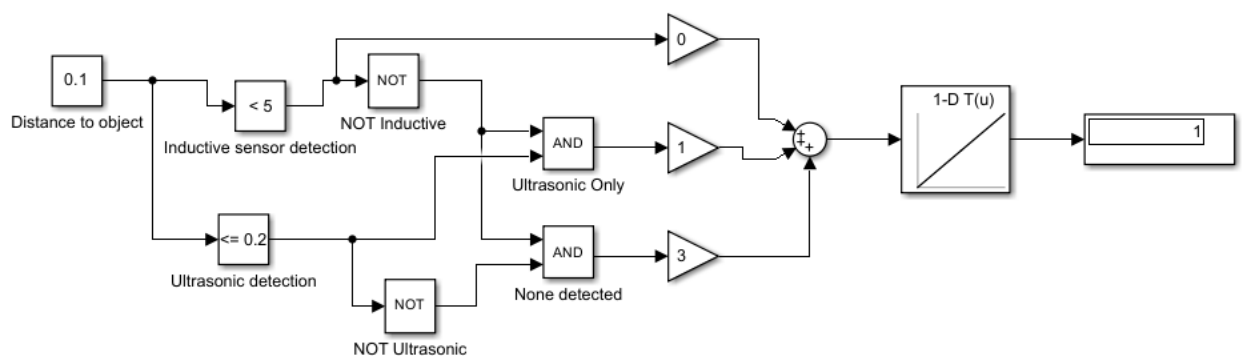 0
0.1
Distance to object
< 5
Inductive sensor detection
NOT
NOT Inductive
1-D T(u)
1
AND
Ultrasonic Only
1
+
+
+
<= 0.2
Ultrasonic detection
AND
None detected
3
NOT
NOT Ultrasonic